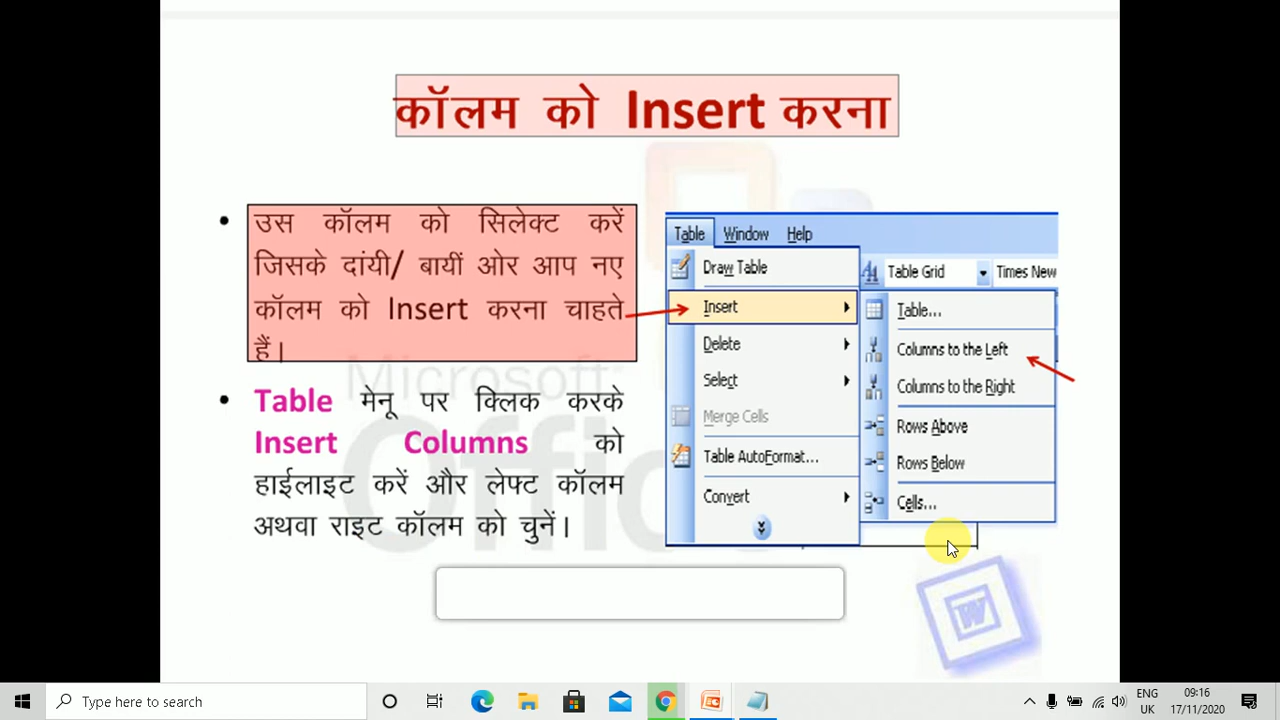 कॉलम को Insert करना
उस कॉलम को सिलेक्ट करें
जिसके दांयी/ बायीं ओर आप नए
कॉलम को Insert करना चाहते
हैं।
Table मेनू पर क्लिक करके
Insert Columns को
हाईलाइट करें और लेफ्ट कॉलम
अथवा राइट कॉलम को चुनें।
Table Window Help
Draw Table
Insert
Delete
Select
Merge Cells
Table AutoFormat...
Convert
Table Grid Times New
Table...
Columns to the Left
Columns to the Right
Rows Above
Rows Below
Cells...
Microsoft
Office
W
Type here to search
ENG
UK
09:16
17/11/2020